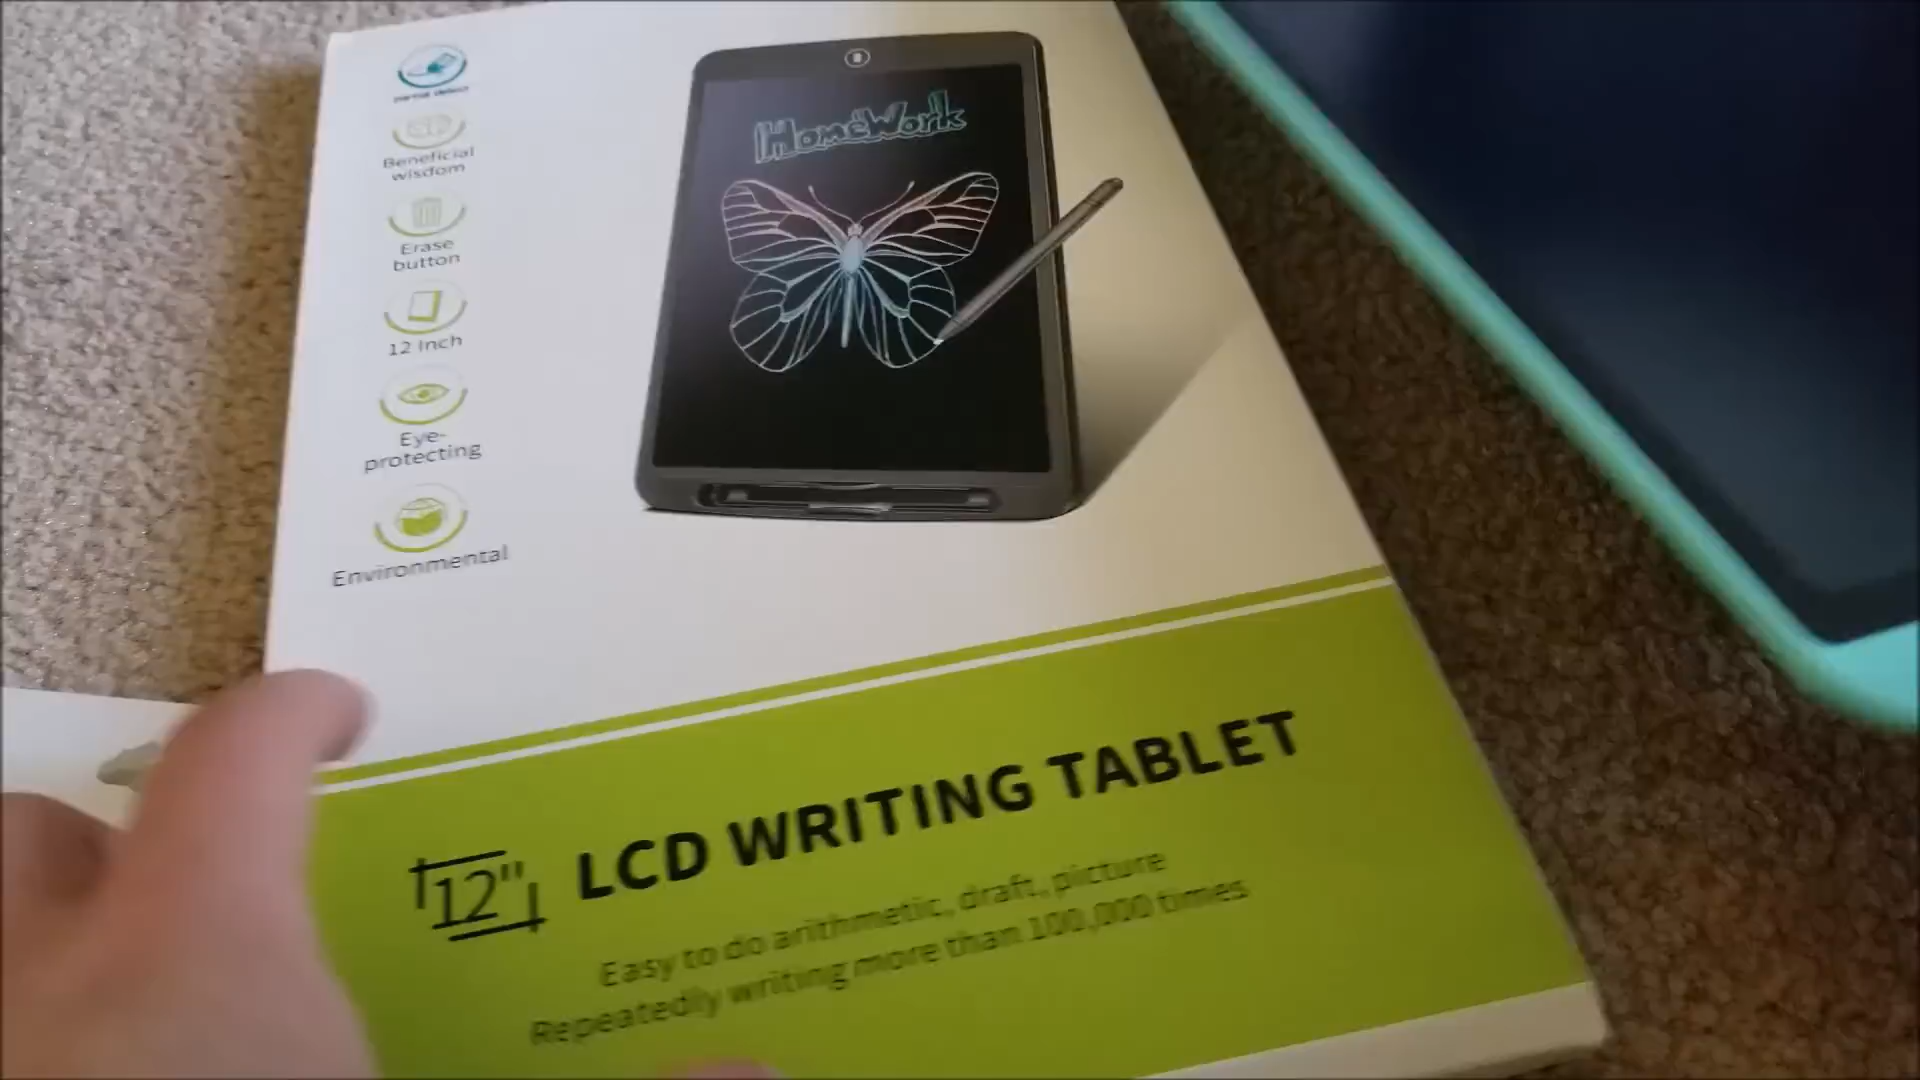 Beneficial
wisdom
Erase
button
12 Inch
Eye-
protecting
Environmental
HomeWork
12" LCD WRITING TABLET
Easy to do arithmetic, draft, picture
Repeatedly writing more than 100,000 times